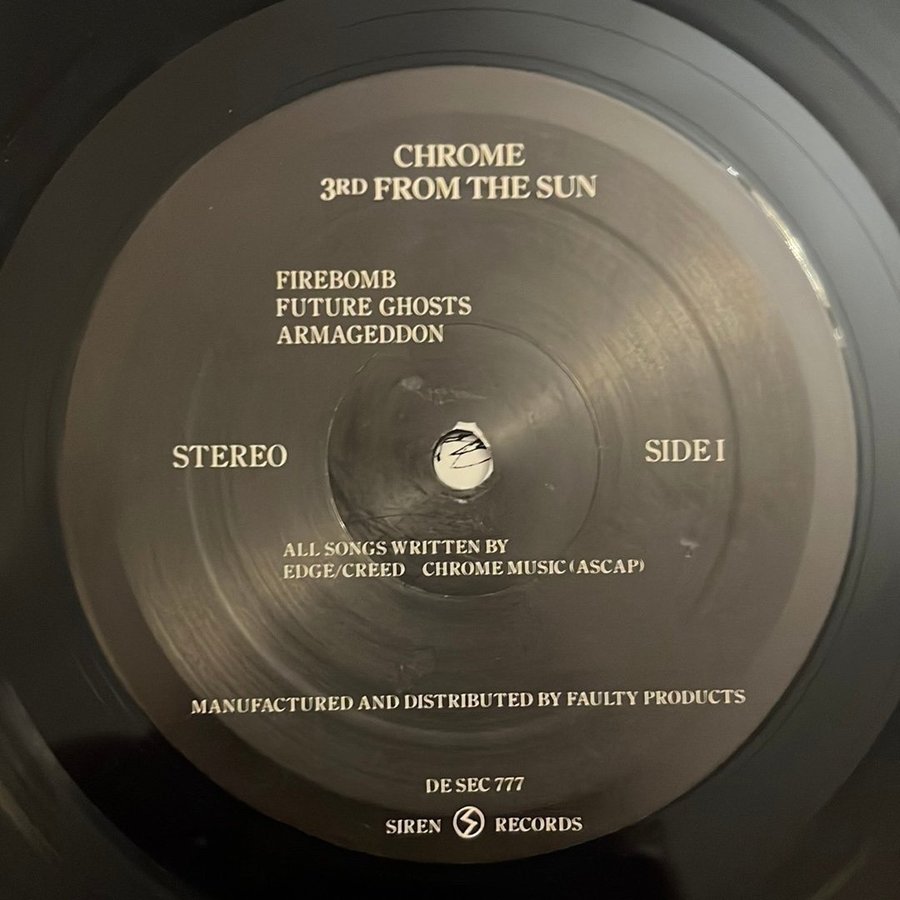 CHROME
3RD FROM THE SUN
FIREBOMB
FUTURE GHOSTS
ARMAGEDDON
STEREO SIDE I
ALL SONGS WRITTEN BY
EDGE/CREED CHROME MUSIC (ASCAP)
MANUFACTURED AND DISTRIBUTED BY FAULTY PRODUCTS
DE SEC 777
SIREN RECORDS